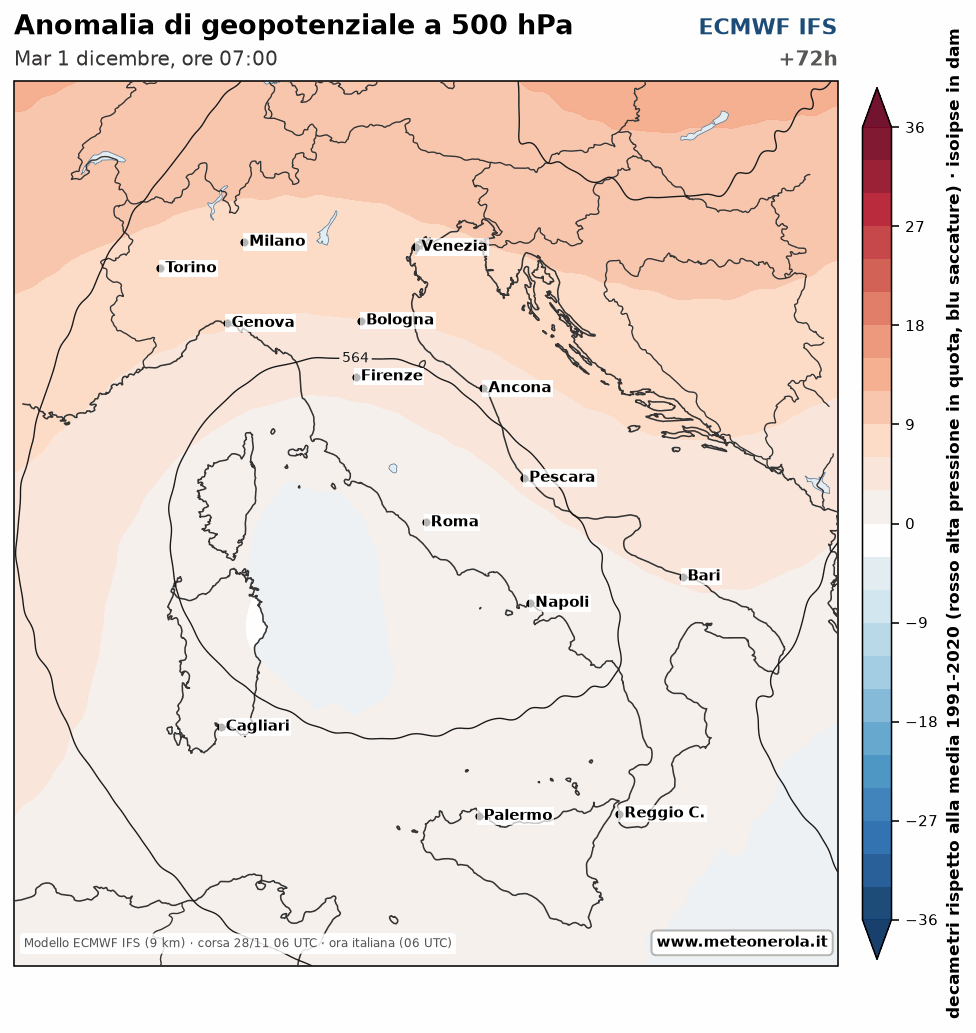 Anomalia di geopotenziale a 500 hPa
ECMWF IFS
Mar 1 dicembre, ore 07:00
+72h
Milano
Venezia
Torino
Genova
Bologna
564
Firenze
Ancona
Pescara
Roma
Bari
Napoli
Cagliari
Palermo
Reggio C.
Modello ECMWF IFS (9 km) · corsa 28/11 06 UTC · ora italiana (06 UTC)
www.meteonerola.it
36
27
18
9
0
−9
−18
−27
−36
decametri rispetto alla media 1991-2020 (rosso alta pressione in quota, blu saccature) · isoipse in dam